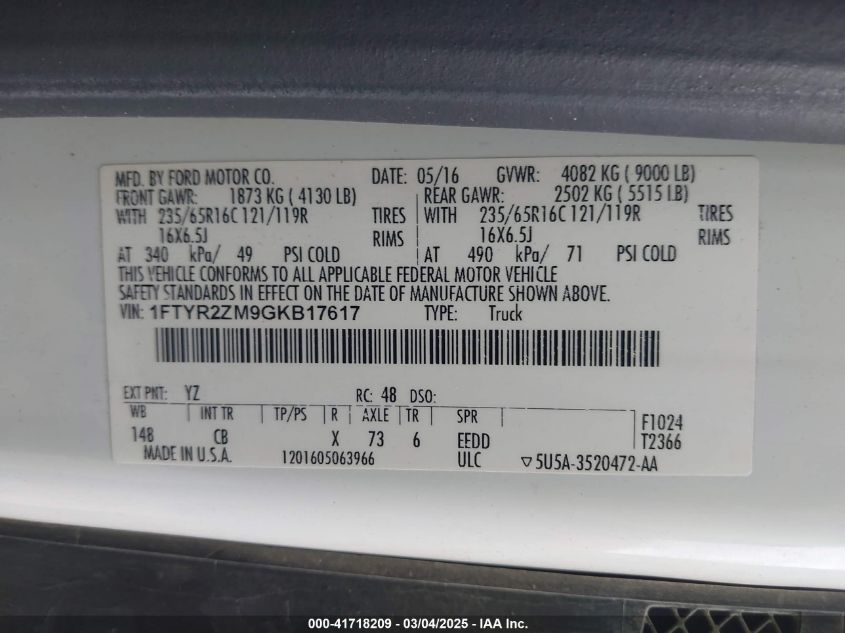 MFD. BY FORD MOTOR CO. DATE: 05/16 GVWR: 4082 KG ( 9000 LB)
FRONT GAWR: 1873 KG ( 4130 LB) REAR GAWR: 2502 KG ( 5515 LB)
WITH 235/65R16C 121/119R TIRES WITH 235/65R16C 121/119R TIRES
16X6.5J RIMS 16X6.5J RIMS
AT 340 kPa/ 49 PSI COLD AT 490 kPa/ 71 PSI COLD
THIS VEHICLE CONFORMS TO ALL APPLICABLE FEDERAL MOTOR VEHICLE
SAFETY STANDARDS IN EFFECT ON THE DATE OF MANUFACTURE SHOWN ABOVE.
VIN: 1FTYR2ZM9GKB17617 TYPE: Truck
EXT PNT: YZ RC: 48 DSO:
WB INT TR TP/PS R AXLE TR SPR
148 CB X 73 6 EEDD
F1024
T2366
MADE IN U.S.A. 1201605063966 ULC ▽5U5A-3520472-AA
000-41718209 - 03/04/2025 - IAA Inc.